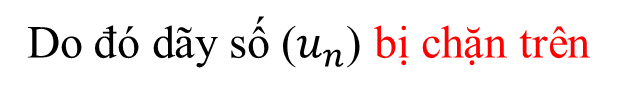 Do đó dãy số (𝑢ₙ) bị chặn trên